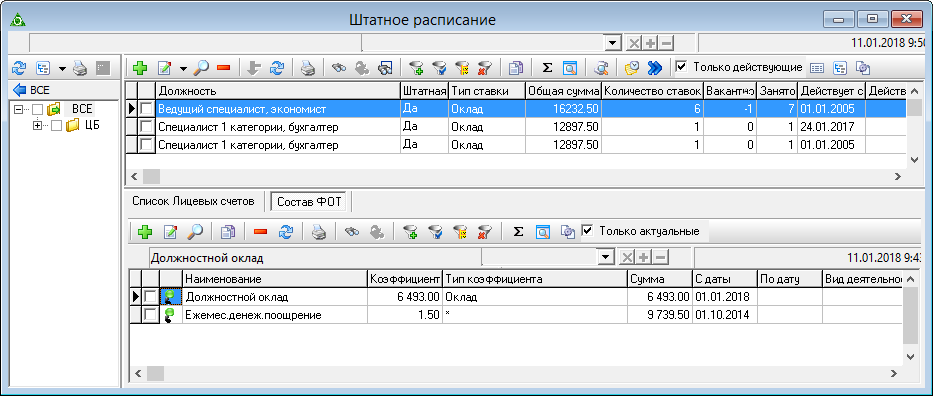 Штатное расписание
11.01.2018 9:50
Только действующие
ВСЕ
ВСЕ
ЦБ
Должность Штатная Тип ставки Общая сумма Количество ставок Вакантно Занято Действует с Действ
Ведущий специалист, экономист Да Оклад 16232.50 6 -1 7 01.01.2005
Специалист 1 категории, бухгалтер Да Оклад 12897.50 1 0 1 24.01.2017
Специалист 1 категории, бухгалтер Да Оклад 12897.50 1 0 1 01.01.2005
Список Лицевых счетов Состав ФОТ
Только актуальные
Должностной оклад 11.01.2018 9:43
Наименование Коэффициент Тип коэффициента Сумма С даты По дату Вид деятельнос
Должностной оклад 6 493.00 Оклад 6 493.00 01.01.2018
Ежемес.денеж.поощрение 1.50 * 9 739.50 01.10.2014